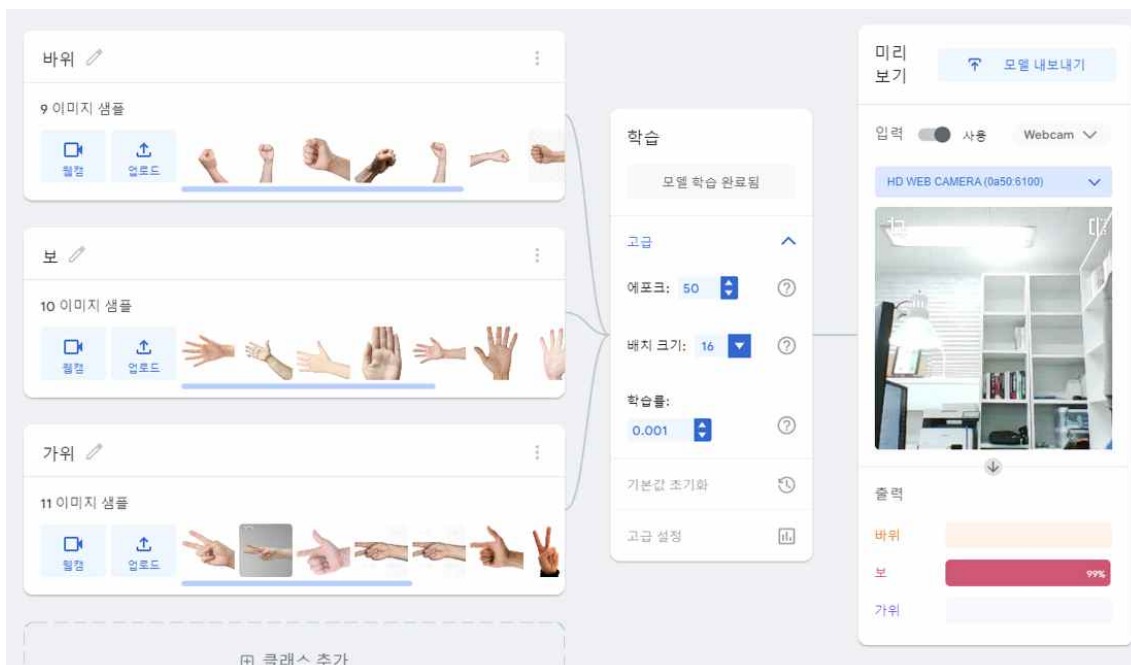 바위
9 이미지 샘플
웹캠
업로드
보
10 이미지 샘플
웹캠
업로드
가위
11 이미지 샘플
웹캠
업로드
클래스 추가
학습
모델 학습 완료됨
고급
에포크: 50
배치 크기: 16
학습률:
0.001
기본값 초기화
고급 설정
미리
보기
모델 내보내기
입력 사용 Webcam
HD WEB CAMERA (0a50:6100)
출력
바위
보 99%
가위